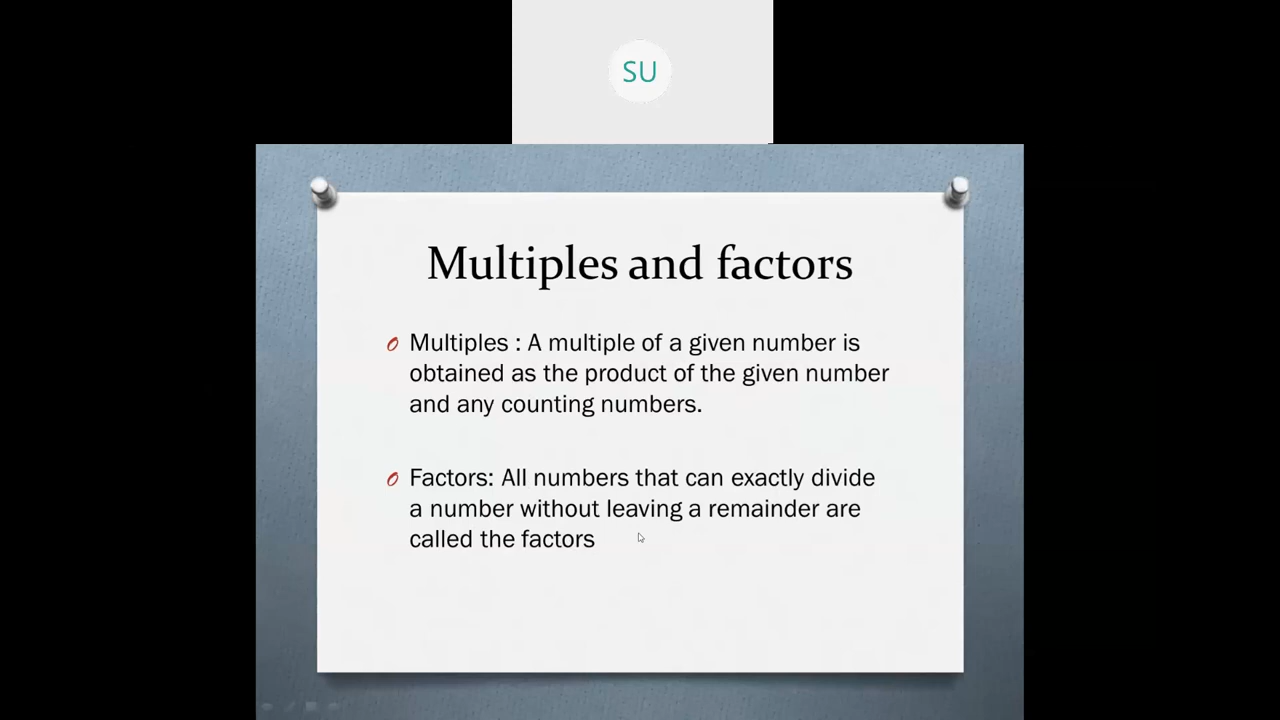 SU
Multiples and factors
Multiples : A multiple of a given number is
obtained as the product of the given number
and any counting numbers.
Factors: All numbers that can exactly divide
a number without leaving a remainder are
called the factors